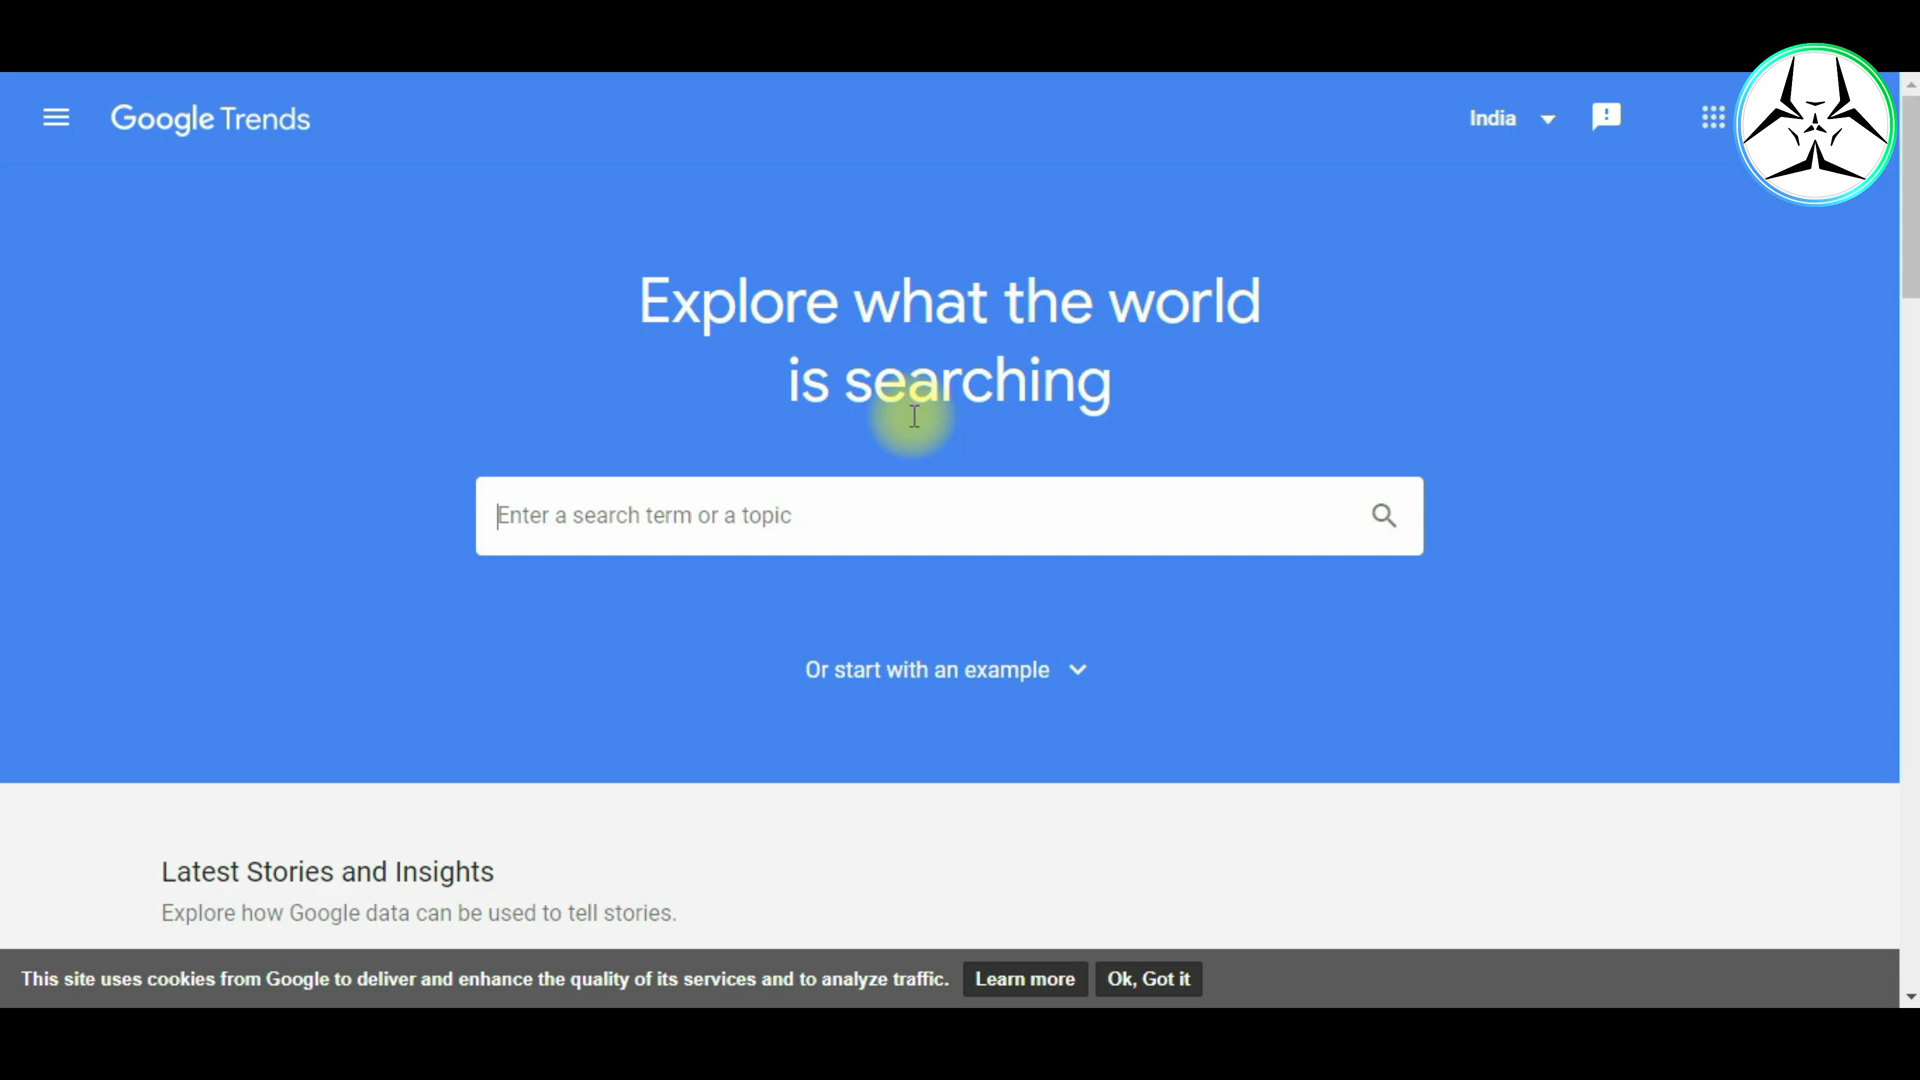 Google Trends
India
Explore what the world
is searching
Enter a search term or a topic
Or start with an example
Latest Stories and Insights
Explore how Google data can be used to tell stories.
This site uses cookies from Google to deliver and enhance the quality of its services and to analyze traffic. Learn more Ok, Got it